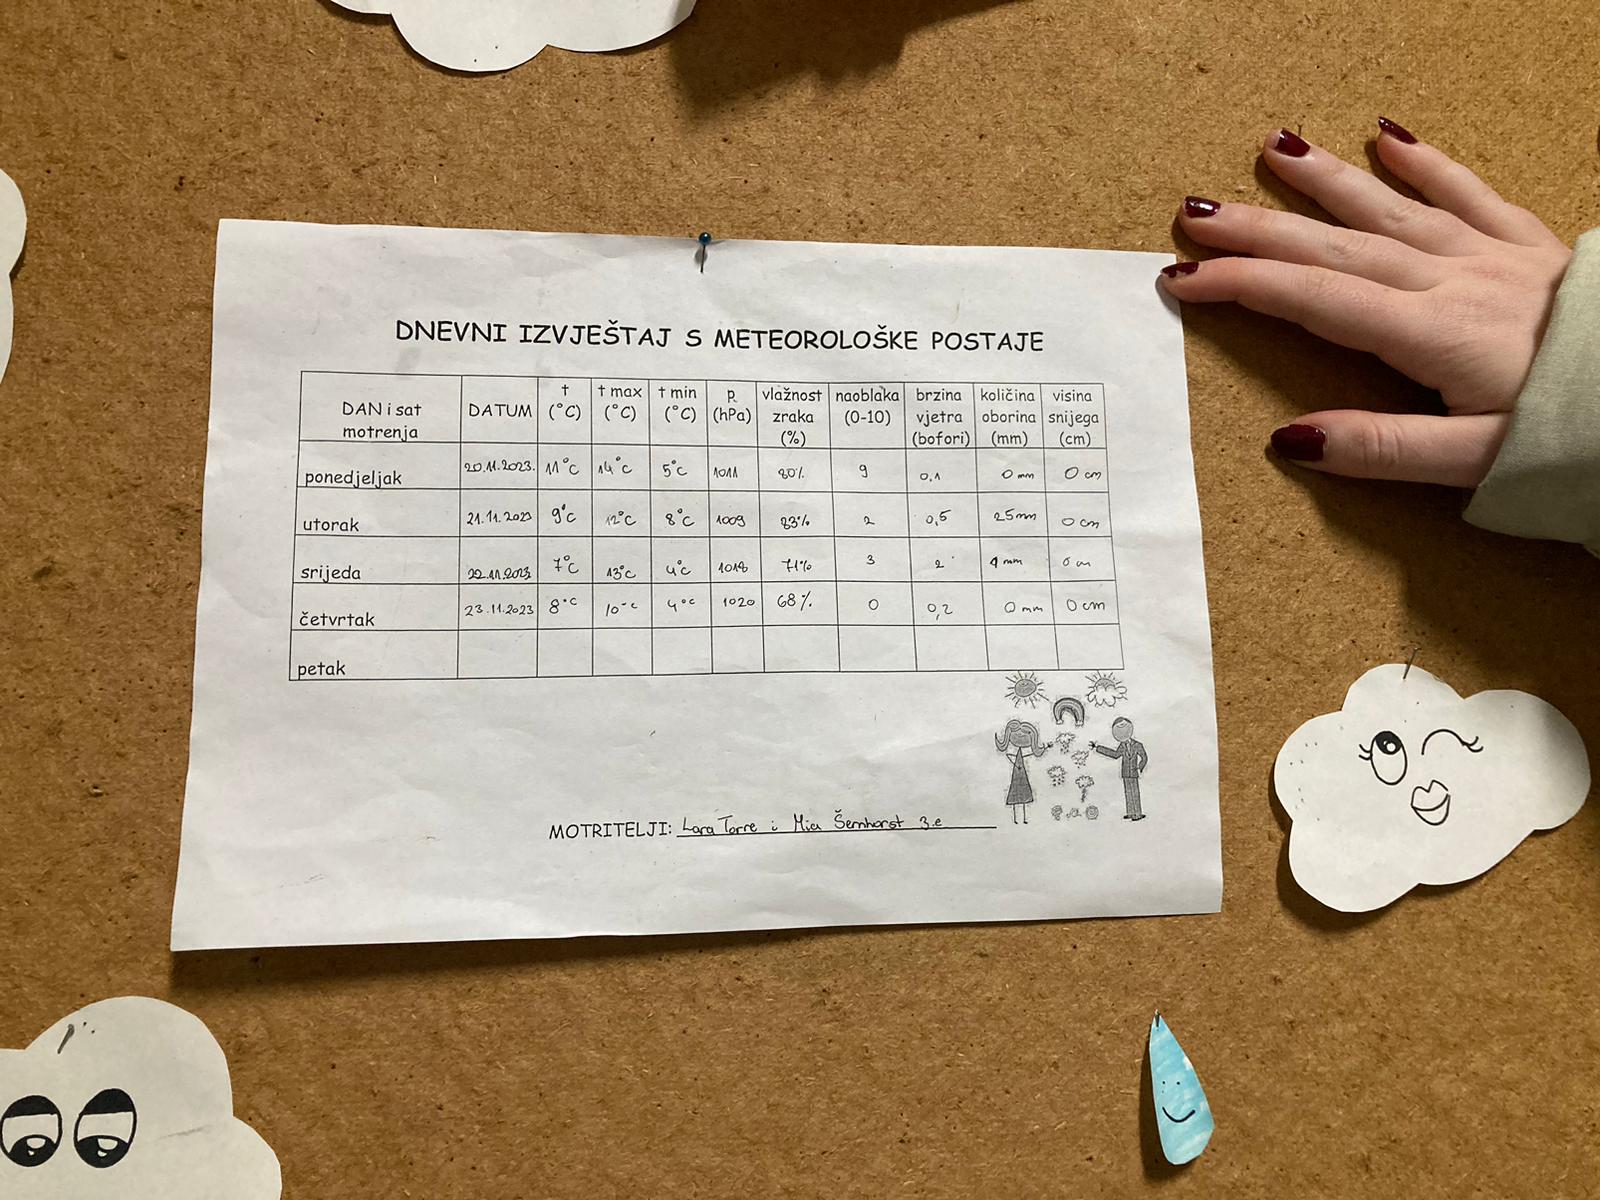 DNEVNI IZVJEŠTAJ S METEOROLOŠKE POSTAJE
DAN i sat motrenja DATUM t (°C) t max (°C) t min (°C) p (hPa) vlažnost zraka (%) naoblaka (0-10) brzina vjetra (bofori) količina oborina (mm) visina snijega (cm)
ponedjeljak 20.11.2023. 11°C 14°C 5°C 1011 80% 9 0,1 0 mm 0 cm
utorak 21.11.2023 9°C 12°C 8°C 1009 83% 2 0,5 25mm 0 cm
srijeda 22.11.2023 7°C 13°C 4°C 1018 71% 3 2 mm
četvrtak 23.11.2023 8°C 10°C 4°C 1020 68% 0 0,2 0 mm 0 cm
petak
MOTRITELJI: Lara Torre i Šemhorst 3.e